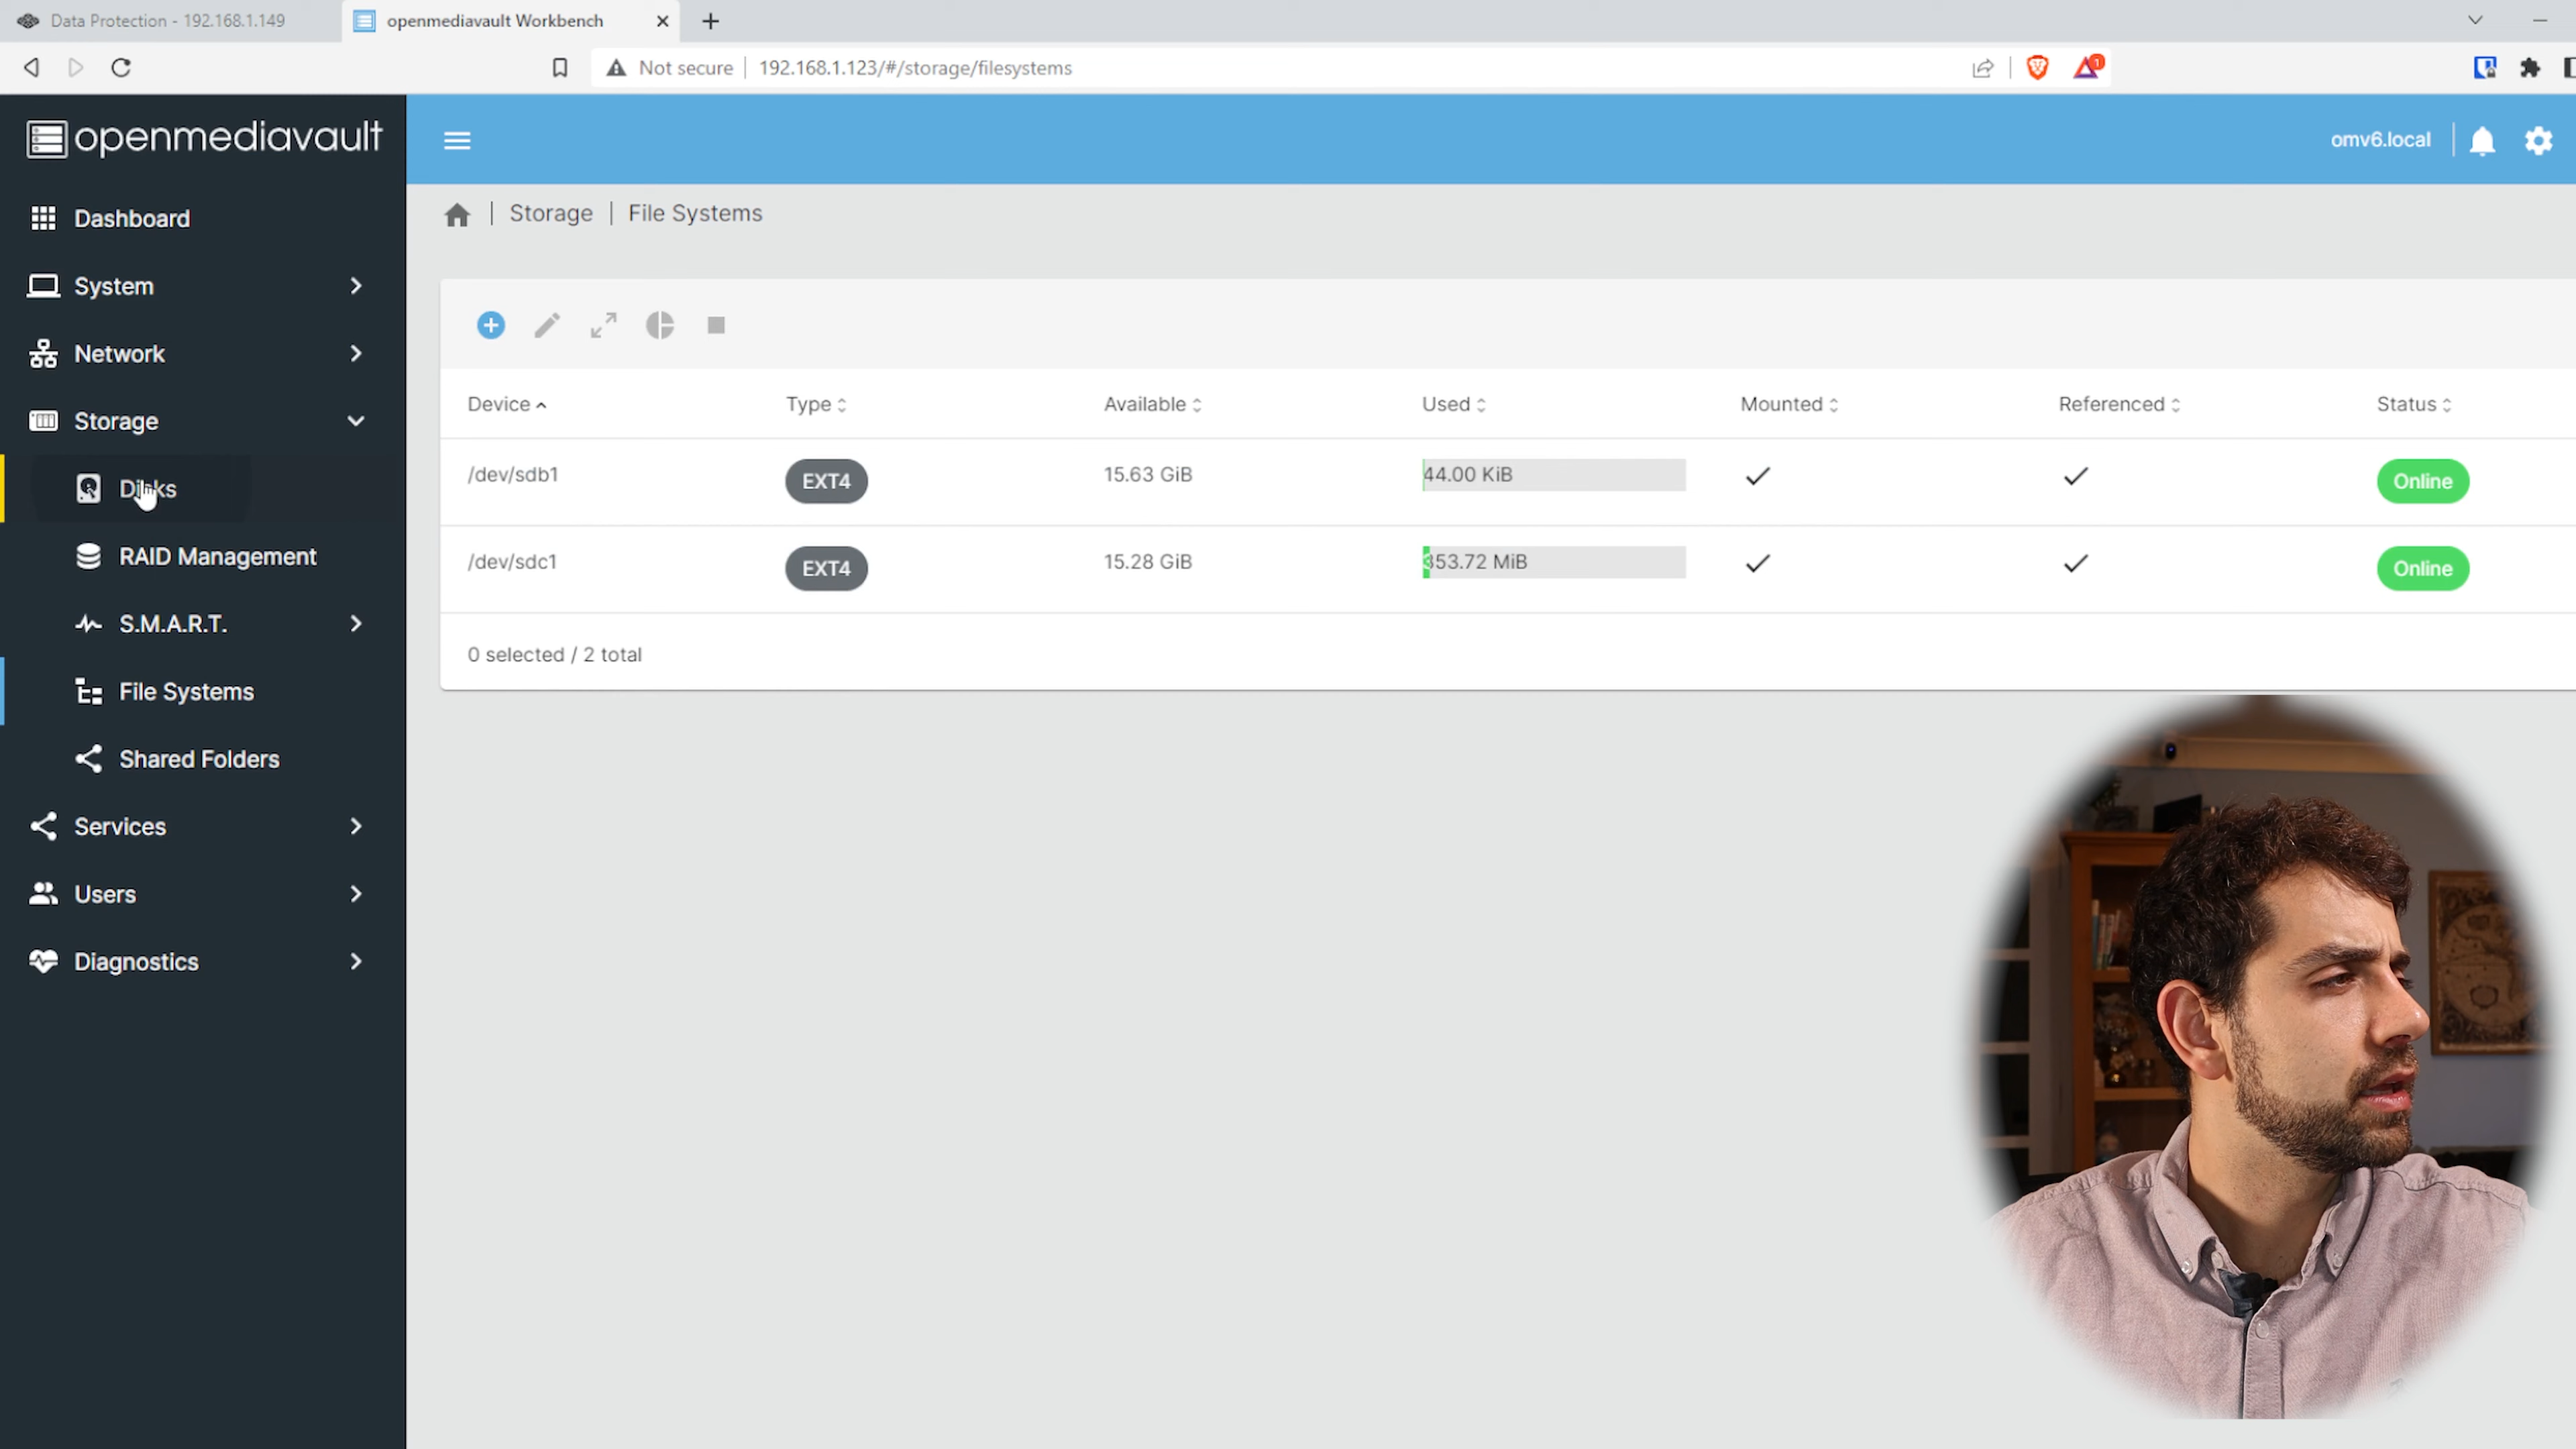 Data Protection - 192.168.1.149
openmediavault Workbench
Not secure
192.168.1.123/#/storage/filesystems
1
openmediavault
omv6.local
Dashboard
System
Network
Storage
Disks
RAID Management
S.M.A.R.T.
File Systems
Shared Folders
Services
Users
Diagnostics
Storage | File Systems
Device Type Available Used Mounted Referenced Status
/dev/sdb1 EXT4 15.63 GiB 44.00 KiB Online
/dev/sdc1 EXT4 15.28 GiB 353.72 MiB Online
0 selected / 2 total